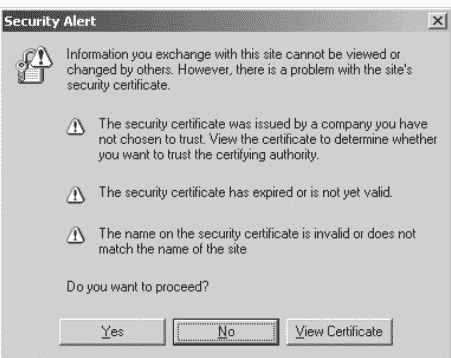 Security Alert
Information you exchange with this site cannot be viewed or
changed by others. However, there is a problem with the site's
security certificate.
The security certificate was issued by a company you have
not chosen to trust. View the certificate to determine whether
you want to trust the certifying authority.
The security certificate has expired or is not yet valid.
The name on the security certificate is invalid or does not
match the name of the site
Do you want to proceed?
Yes No View Certificate